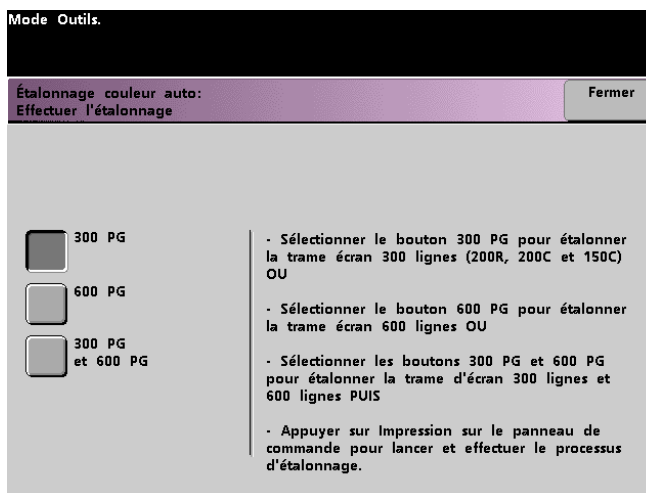 Mode Outils.
Étalonnage couleur auto:
Effectuer l'étalonnage
Fermer
300 PG
600 PG
300 PG
et 600 PG
- Sélectionner le bouton 300 PG pour étalonner
la trame écran 300 lignes (200R, 200C et 150C)
OU
- Sélectionner le bouton 600 PG pour étalonner
la trame écran 600 lignes OU
- Sélectionner les boutons 300 PG et 600 PG
pour étalonner la trame d'écran 300 lignes et
600 lignes PUIS
- Appuyer sur Impression sur le panneau de
commande pour lancer et effectuer le processus
d'étalonnage.